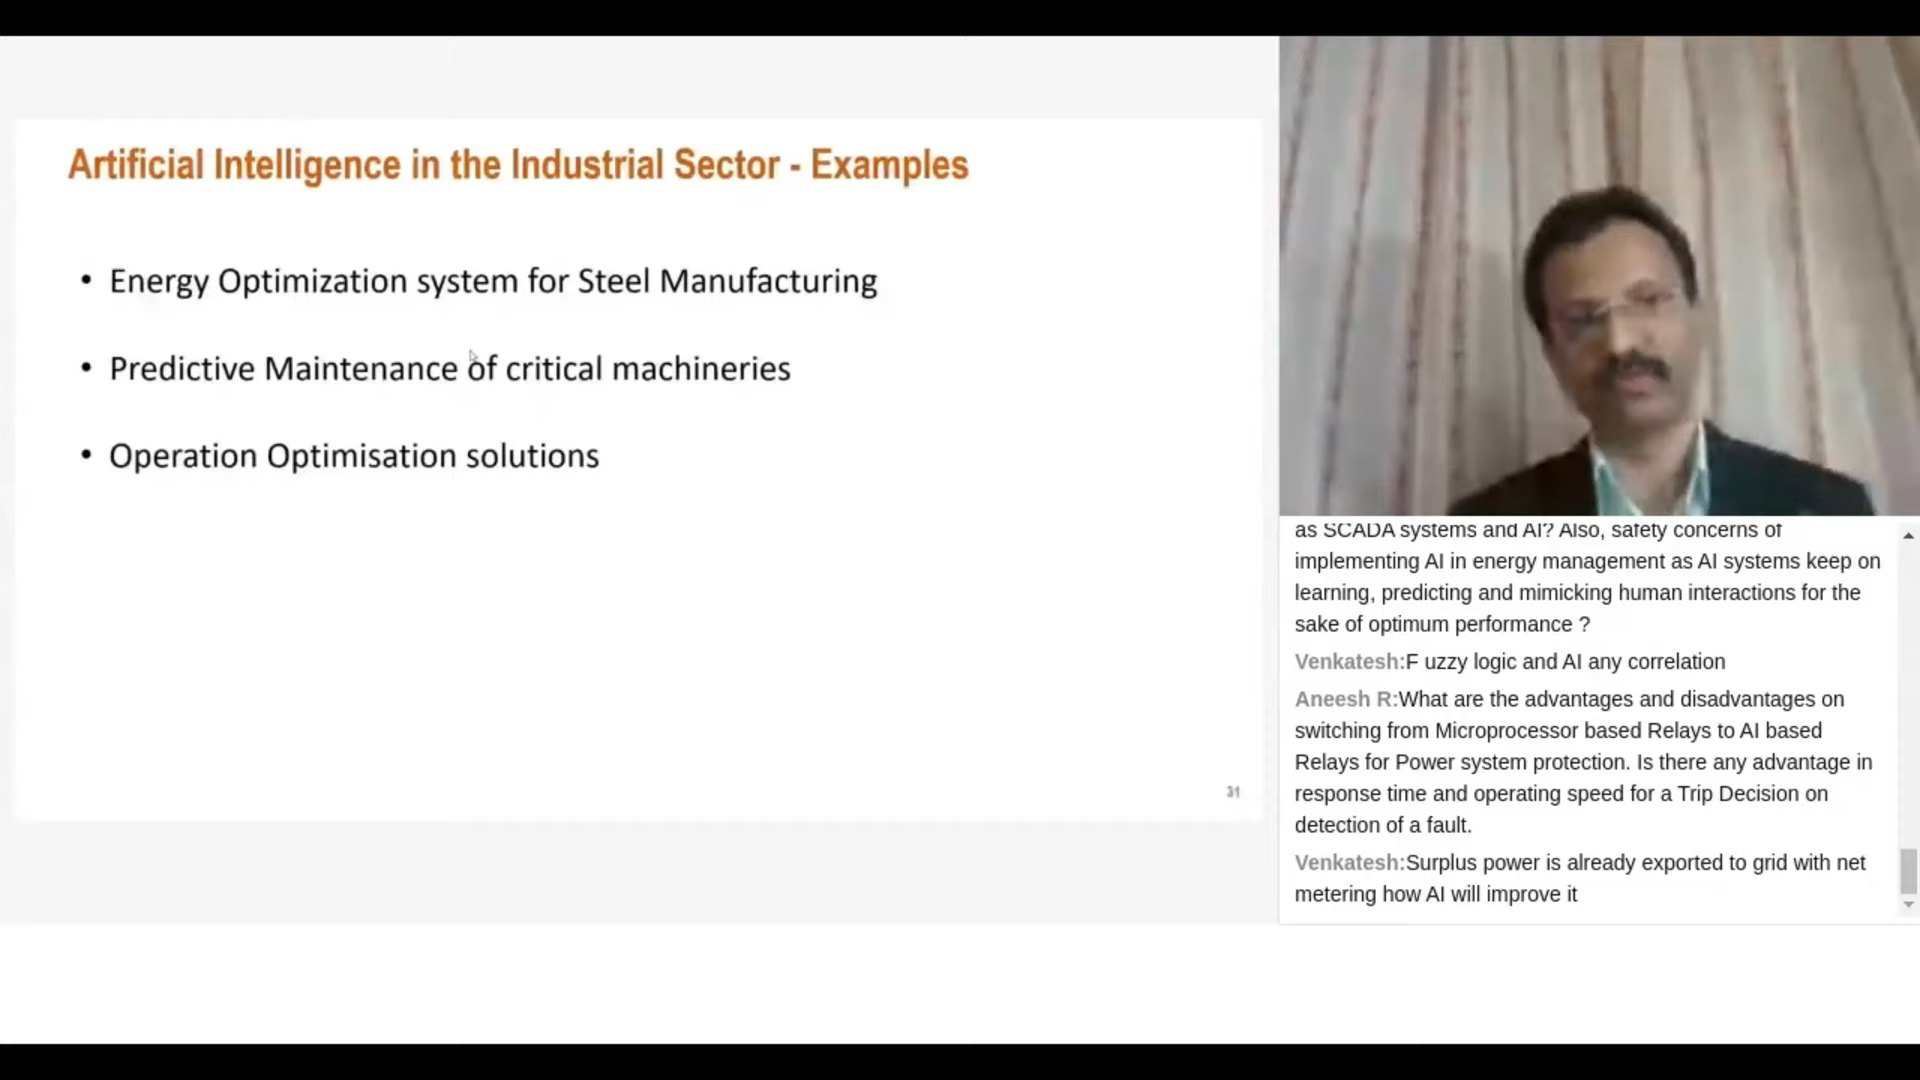 Artificial Intelligence in the Industrial Sector - Examples
• Energy Optimization system for Steel Manufacturing
• Predictive Maintenance of critical machineries
• Operation Optimisation solutions
31
as SCADA systems and AI? Also, safety concerns of
implementing AI in energy management as AI systems keep on
learning, predicting and mimicking human interactions for the
sake of optimum performance ?
Venkatesh:F uzzy logic and AI any correlation
Aneesh R:What are the advantages and disadvantages on
switching from Microprocessor based Relays to AI based
Relays for Power system protection. Is there any advantage in
response time and operating speed for a Trip Decision on
detection of a fault.
Venkatesh:Surplus power is already exported to grid with net
metering how AI will improve it